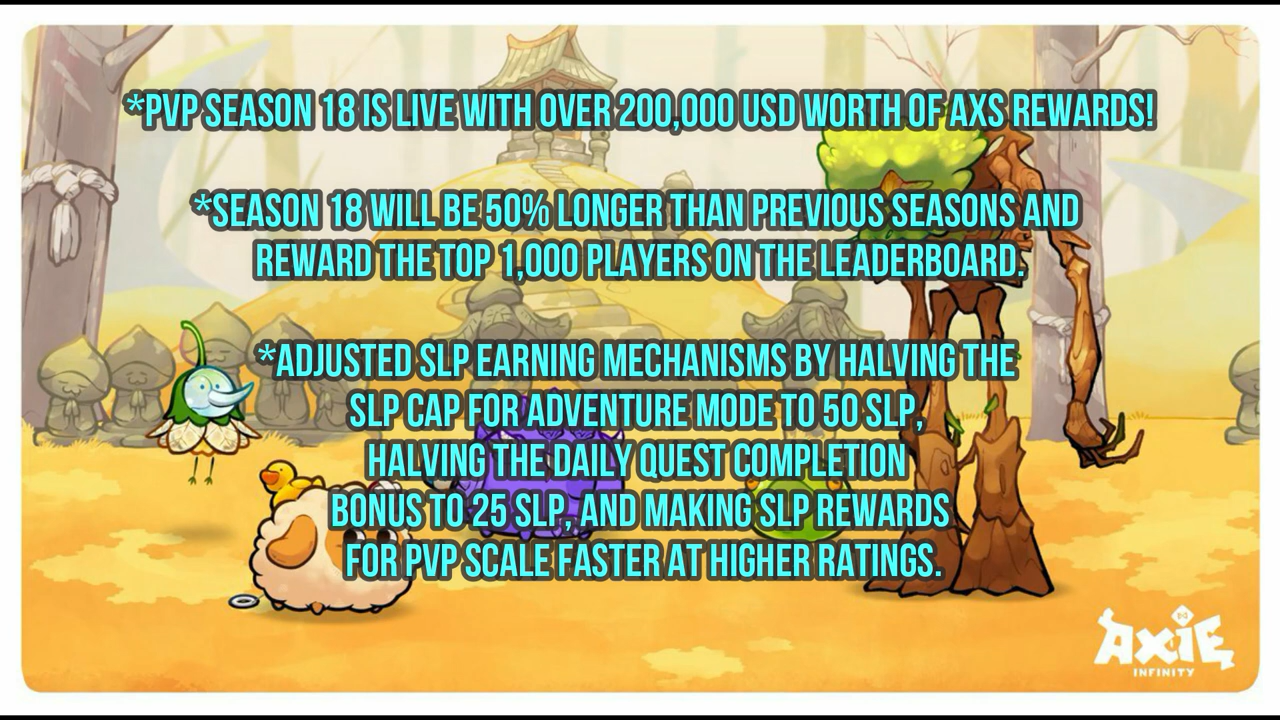 *PVP SEASON 18 IS LIVE WITH OVER 200,000 USD WORTH OF AXS REWARDS!
*SEASON 18 WILL BE 50% LONGER THAN PREVIOUS SEASONS AND
REWARD THE TOP 1,000 PLAYERS ON THE LEADERBOARD.
*ADJUSTED SLP EARNING MECHANISMS BY HALVING THE
SLP CAP FOR ADVENTURE MODE TO 50 SLP,
HALVING THE DAILY QUEST COMPLETION
BONUS TO 25 SLP, AND MAKING SLP REWARDS
FOR PVP SCALE FASTER AT HIGHER RATINGS.
AXIE
INFINITY